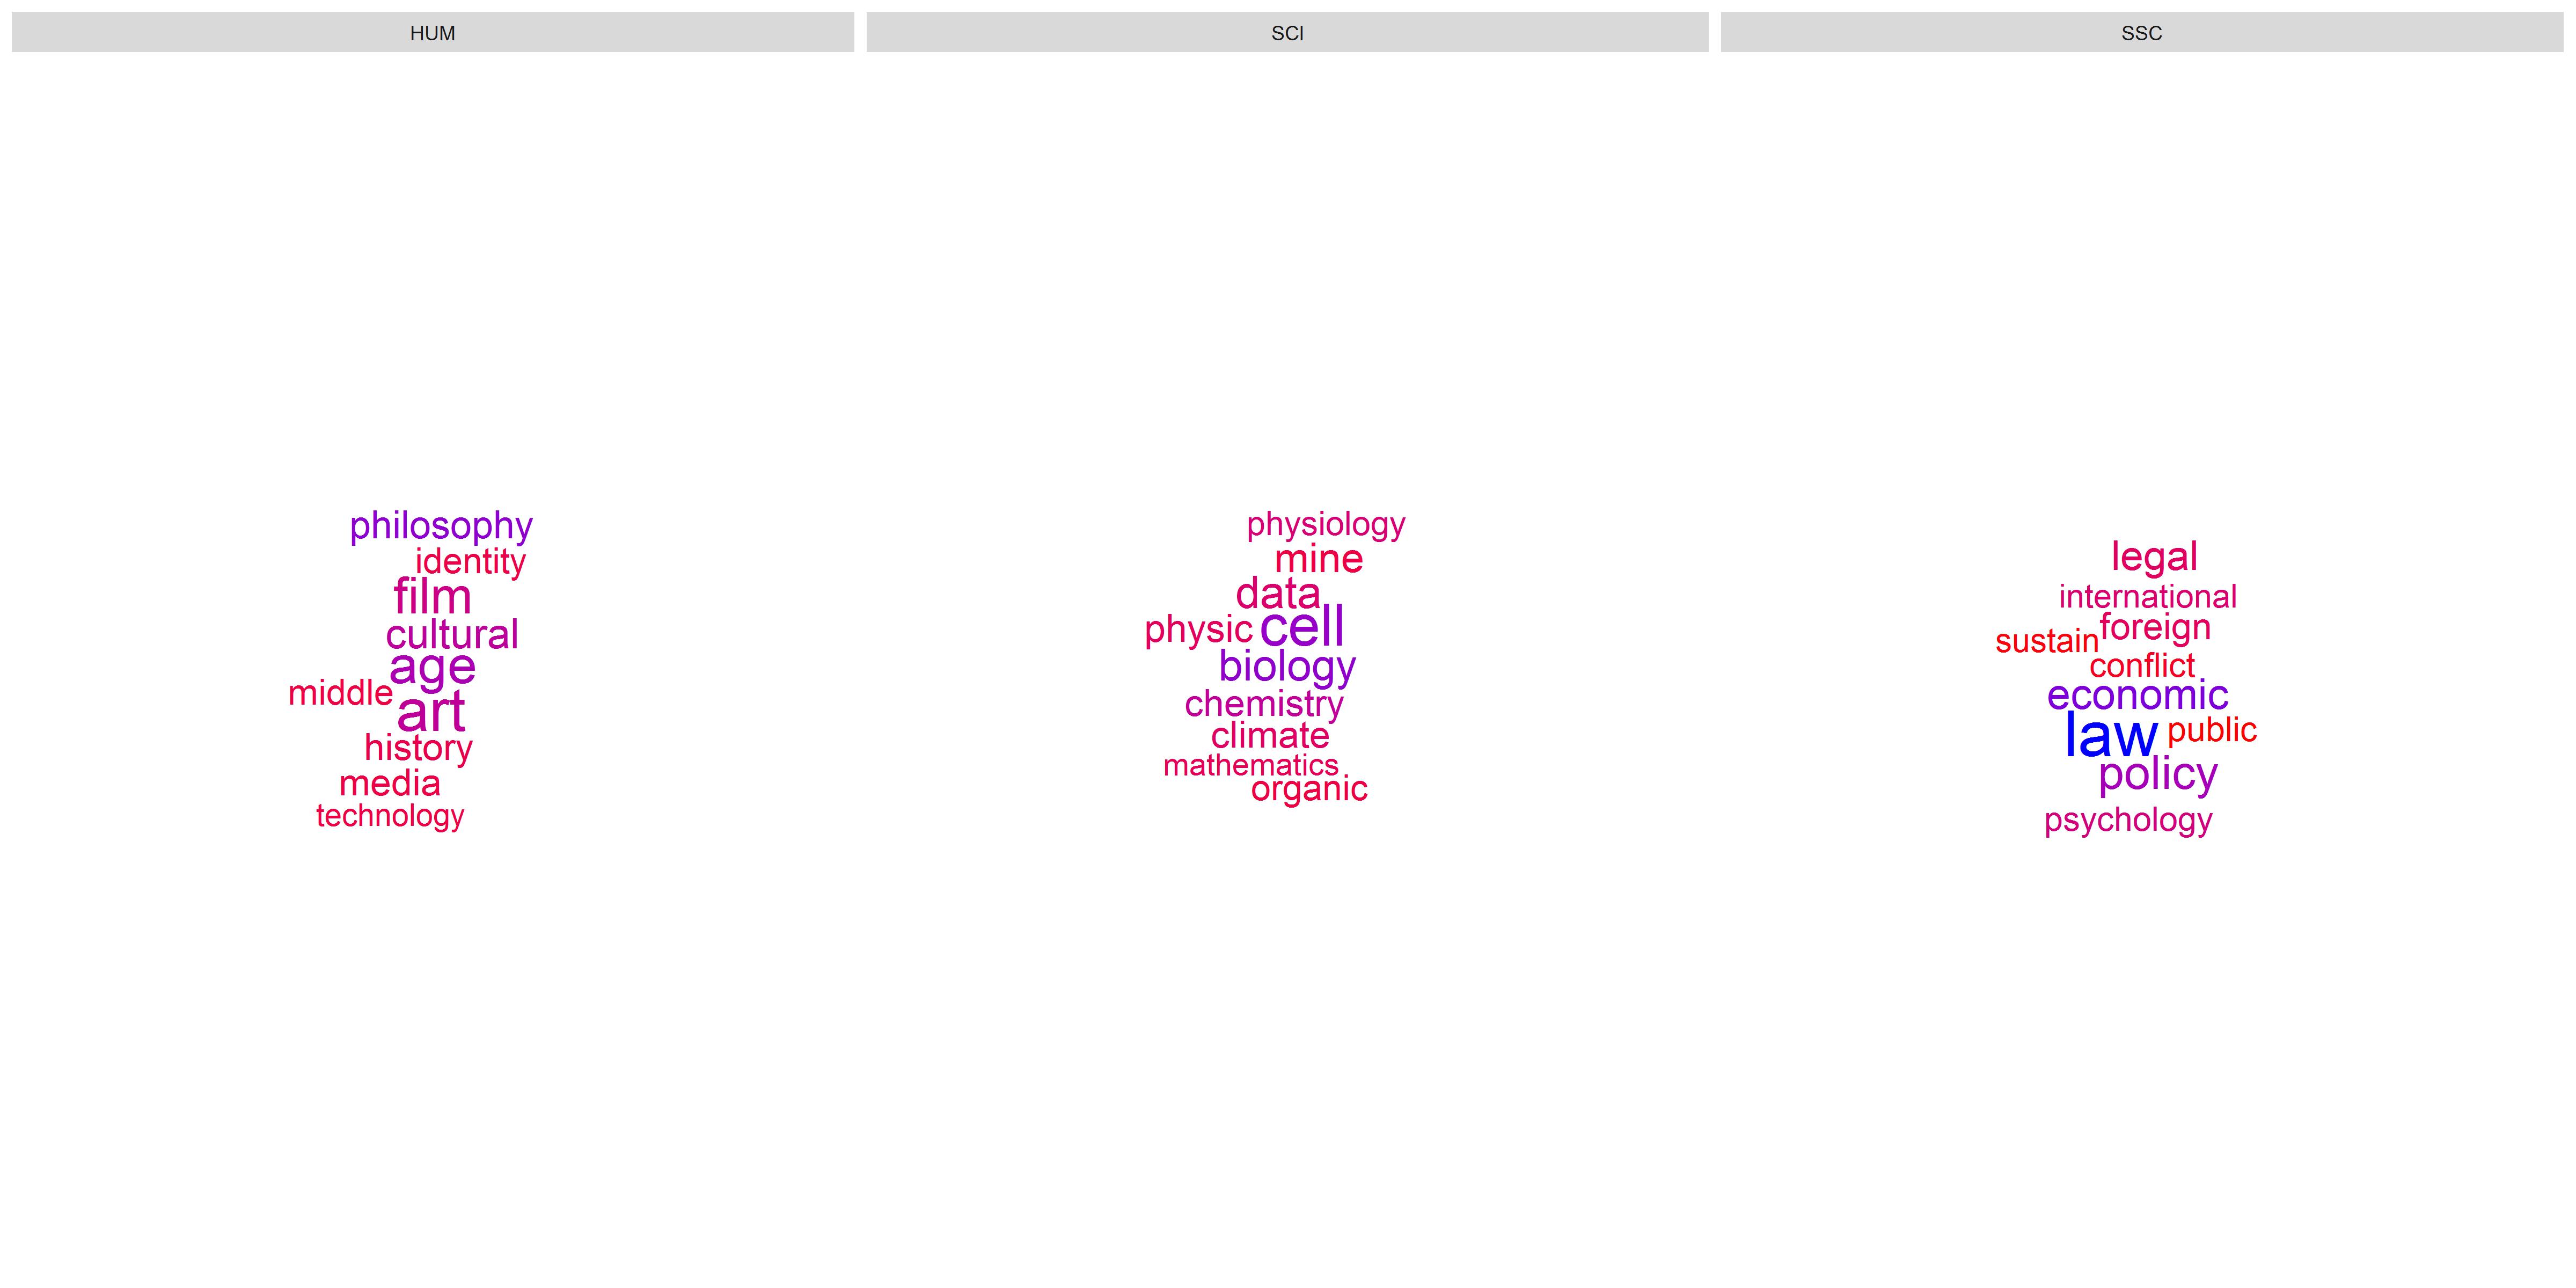 HUM
SCI
SSC
philosophy
identity
film
cultural
age
middle
art
history
media
technology
physiology
mine
data
physic cell
biology
chemistry
climate
mathematics
organic
legal
international
foreign
sustain
conflict
economic
law public
policy
psychology